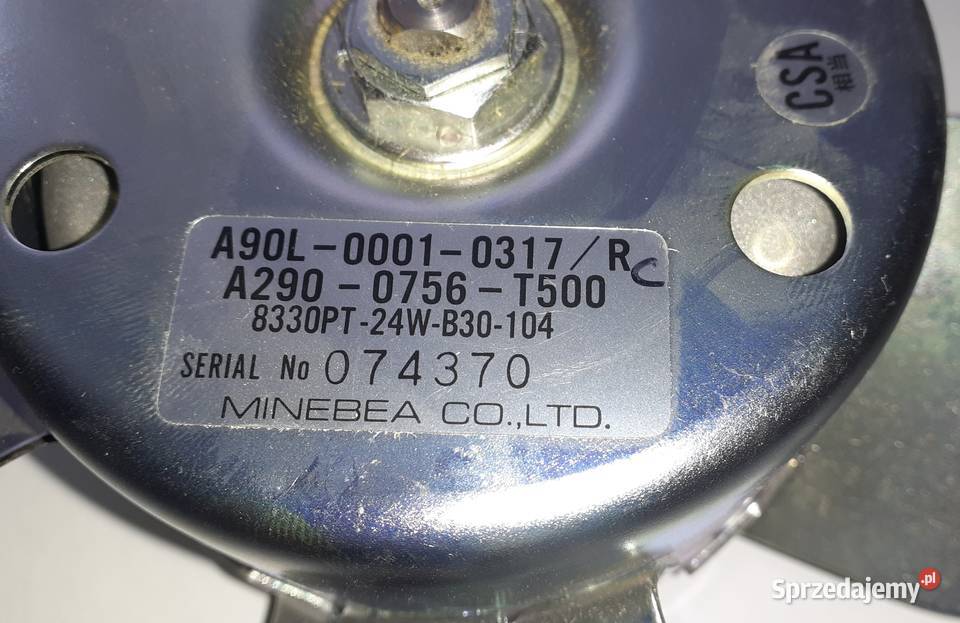 CSA
相当
A90L-0001-0317/RC
A290-0756-T500
8330PT-24W-B30-104
SERIAL No 074370
MINEBEA CO.,LTD.
Sprzedajemy.pl